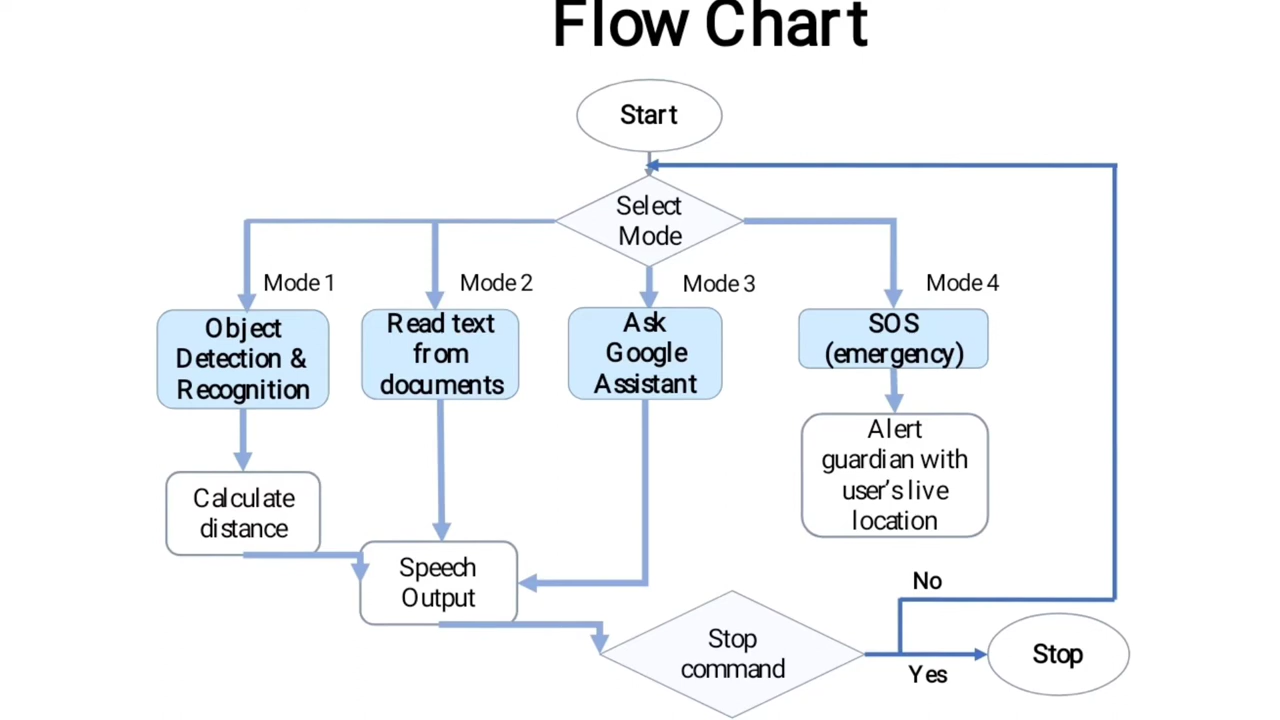 Flow Chart
Start
Select
Mode
Mode 1
Mode 2
Mode 3
Mode 4
Object
Detection &
Recognition
Read text
from
documents
Ask
Google
Assistant
SOS
(emergency)
Calculate
distance
Alert
guardian with
user's live
location
Speech
Output
Stop
command
No
Yes
Stop